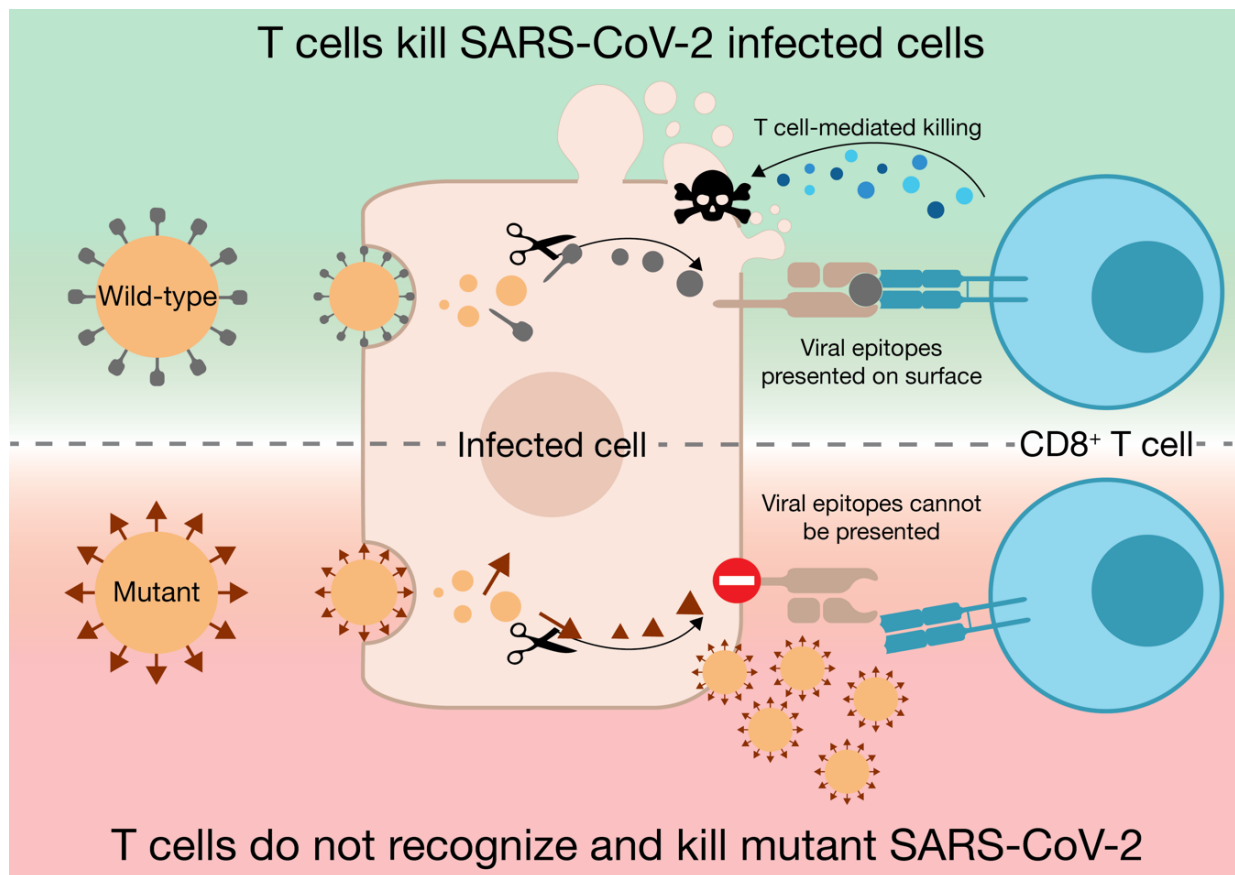 T cells kill SARS-CoV-2 infected cells
T cell-mediated killing
Wild-type
Viral epitopes
presented on surface
Infected cell
CD8⁺ T cell
Viral epitopes cannot
be presented
Mutant
T cells do not recognize and kill mutant SARS-CoV-2